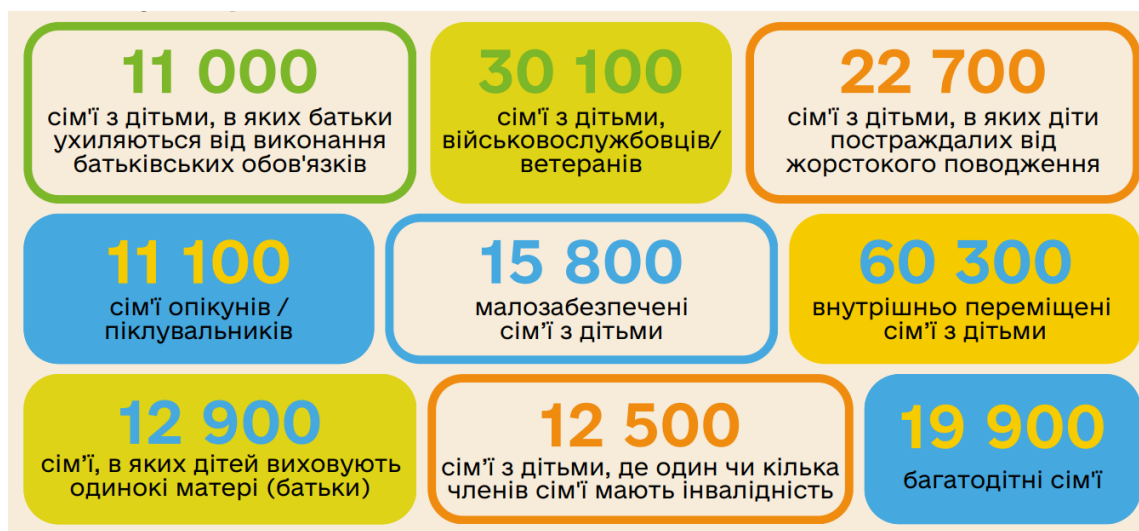 11 000
сім'ї з дітьми, в яких батьки
ухиляються від виконання
батьківських обов'язків
30 100
сім'ї з дітьми,
військовослужбовців/
ветеранів
22 700
сім'ї з дітьми, в яких діти
постраждалих від
жорстокого поводження
11 100
сім'ї опікунів /
піклувальників
15 800
малозабезпечені
сім’ї з дітьми
60 300
внутрішньо переміщені
сім’ї з дітьми
12 900
сім’ї, в яких дітей виховують
одинокі матері (батьки)
12 500
сім’ї з дітьми, де один чи кілька
членів сім'ї мають інвалідність
19 900
багатодітні сім'ї